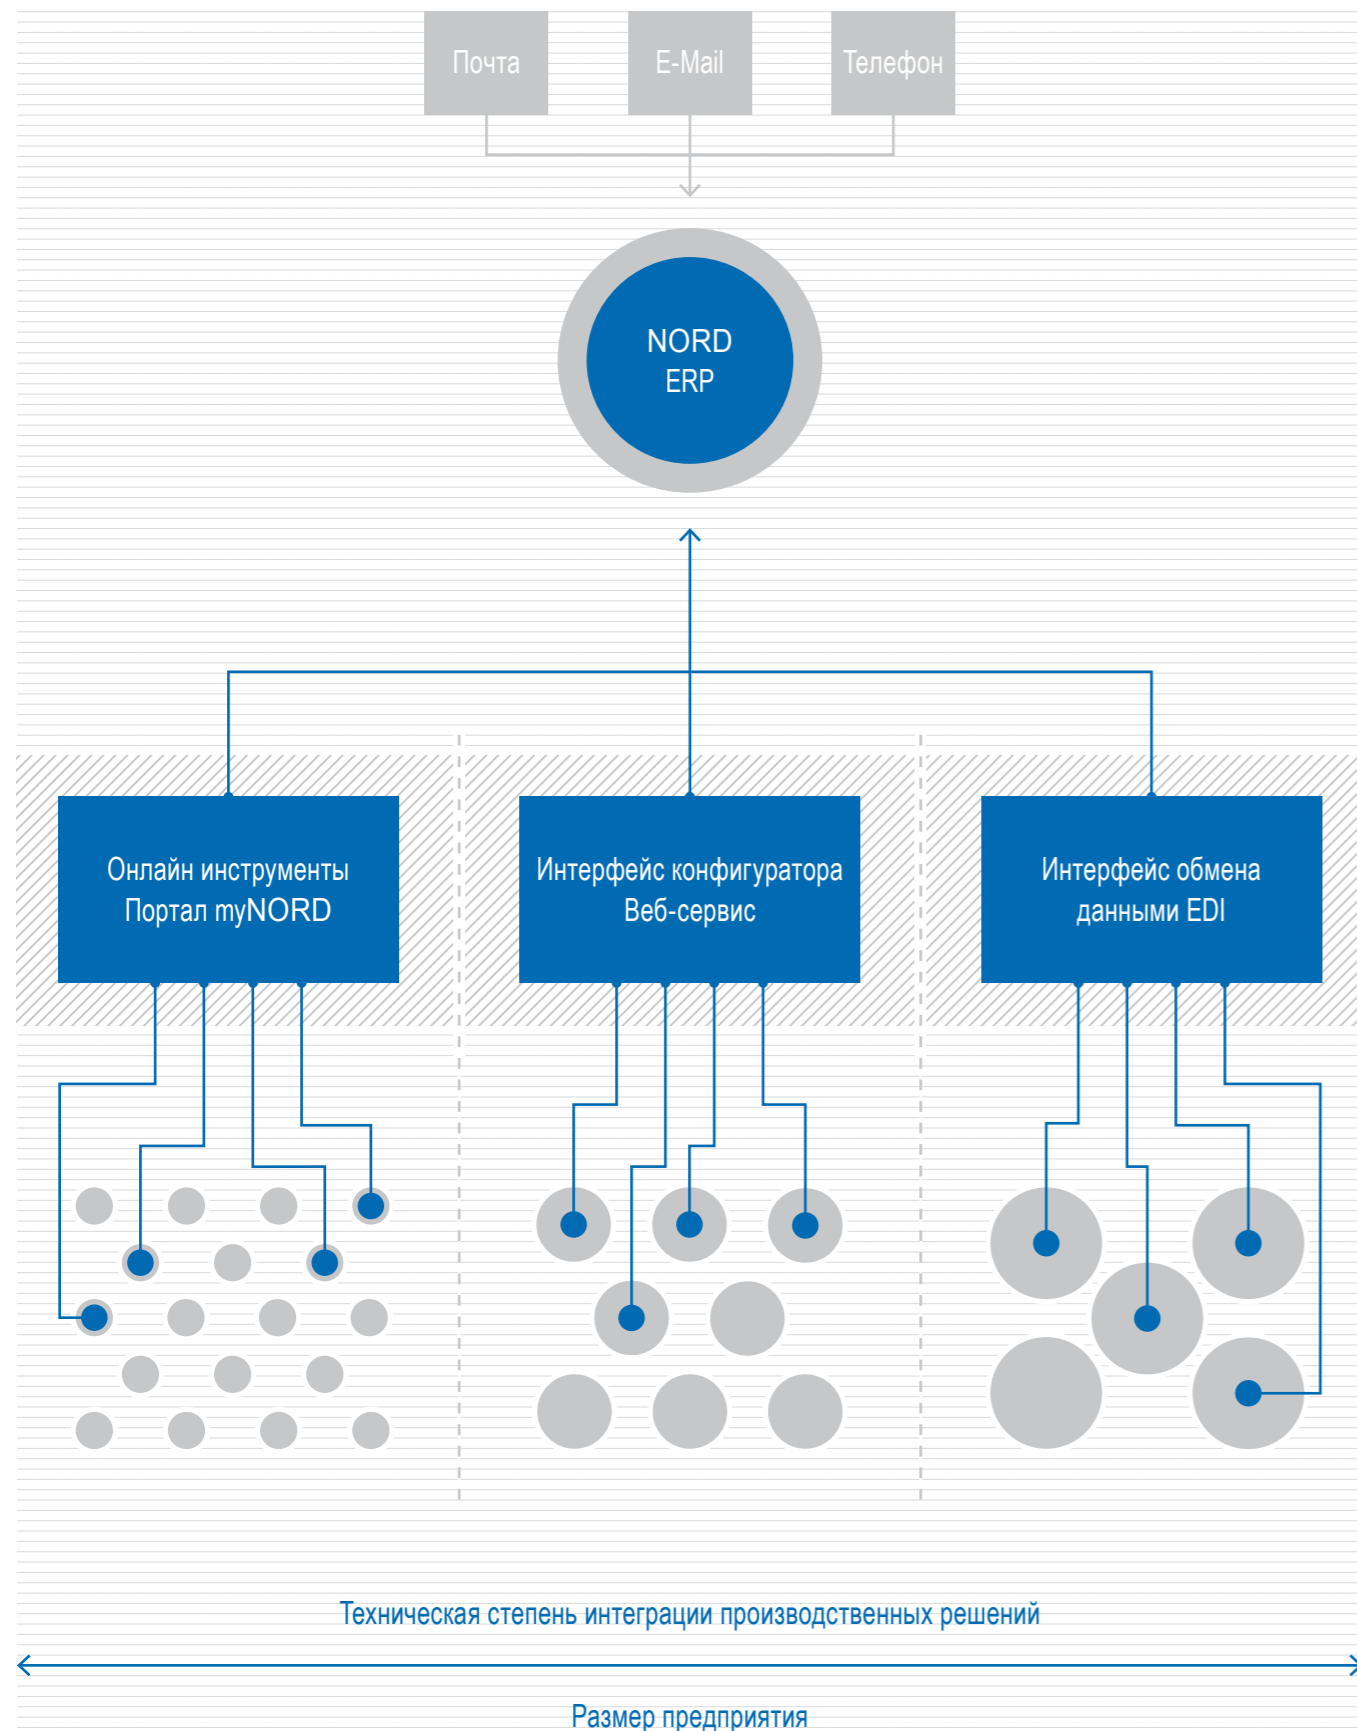 Почта
E-Mail
Телефон
NORD
ERP
Онлайн инструменты
Портал myNORD
Интерфейс конфигуратора
Веб-сервис
Интерфейс обмена
данными EDI
Техническая степень интеграции производственных решений
Размер предприятия